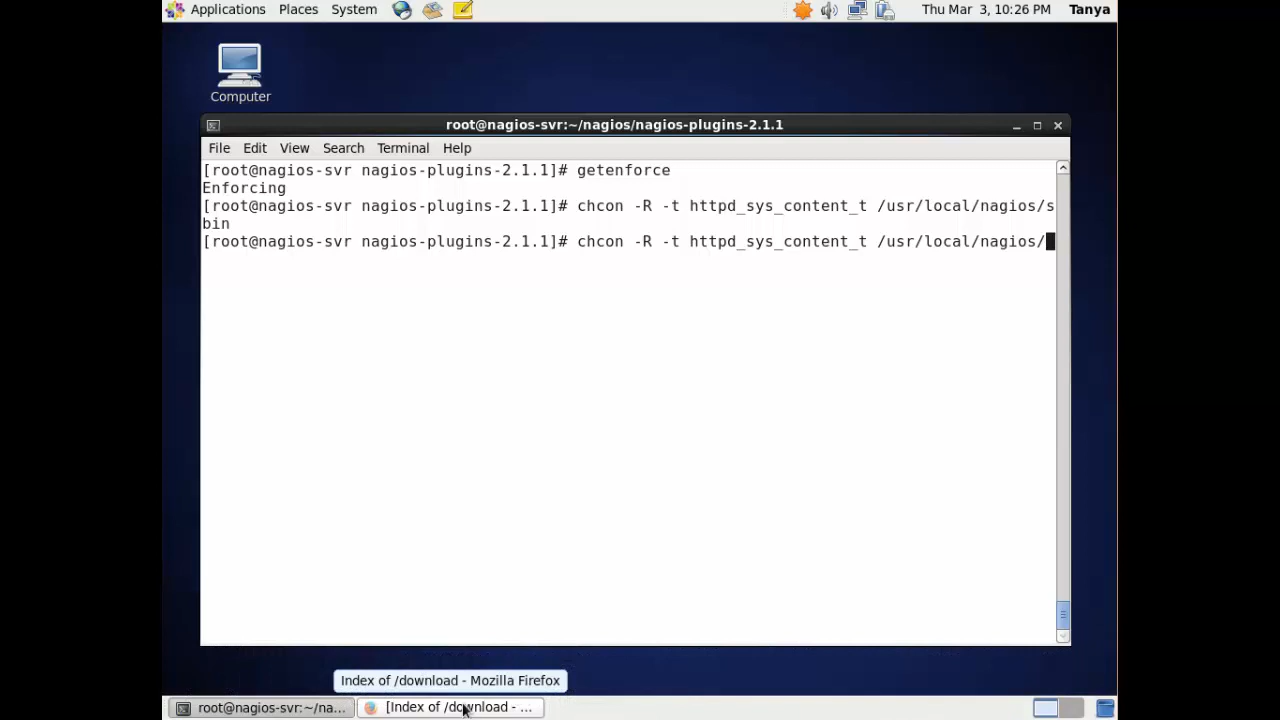 Applications Places System Thu Mar 3, 10:26 PM Tanya
Computer
root@nagios-svr:~/nagios/nagios-plugins-2.1.1
File Edit View Search Terminal Help
[root@nagios-svr nagios-plugins-2.1.1]# getenforce
Enforcing
[root@nagios-svr nagios-plugins-2.1.1]# chcon -R -t httpd_sys_content_t /usr/local/nagios/s
bin
[root@nagios-svr nagios-plugins-2.1.1]# chcon -R -t httpd_sys_content_t /usr/local/nagios/
Index of /download - Mozilla Firefox
root@nagios-svr:~/na... [Index of /download - ...